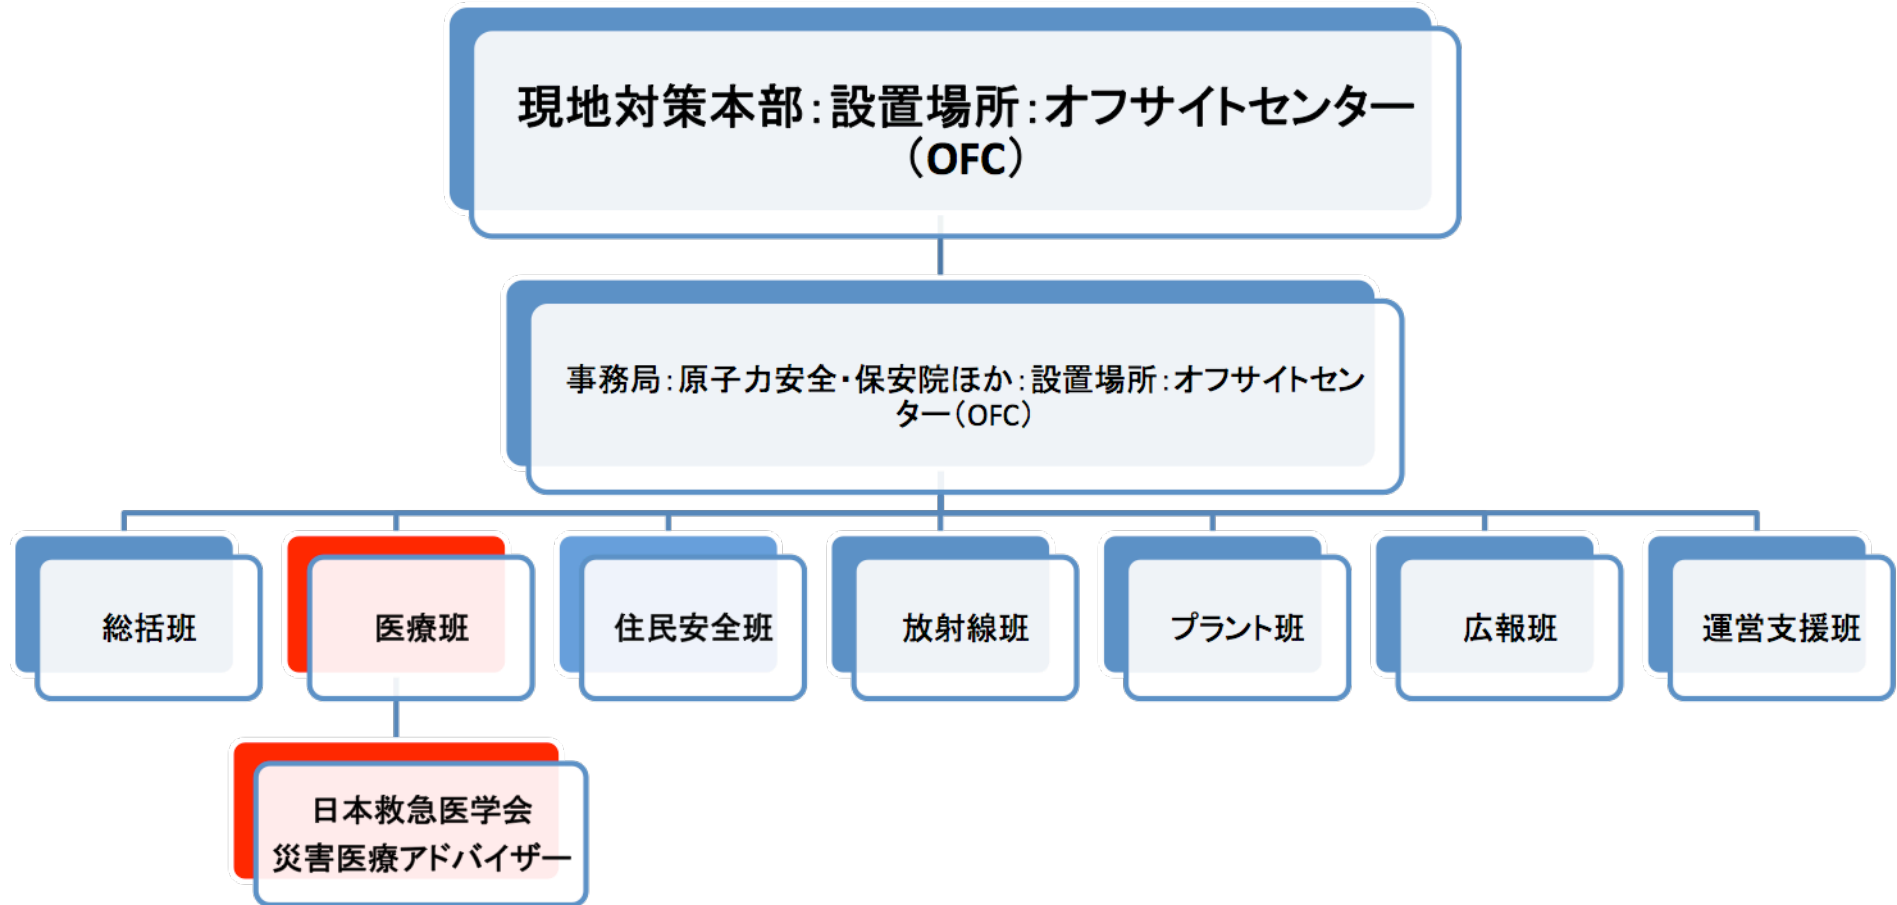 現地対策本部：設置場所：オフサイトセンター
（OFC）
事務局：原子力安全・保安院ほか：設置場所：オフサイトセン
ター（OFC）
総括班
医療班
住民安全班
放射線班
プラント班
広報班
運営支援班
日本救急医学会
災害医療アドバイザー